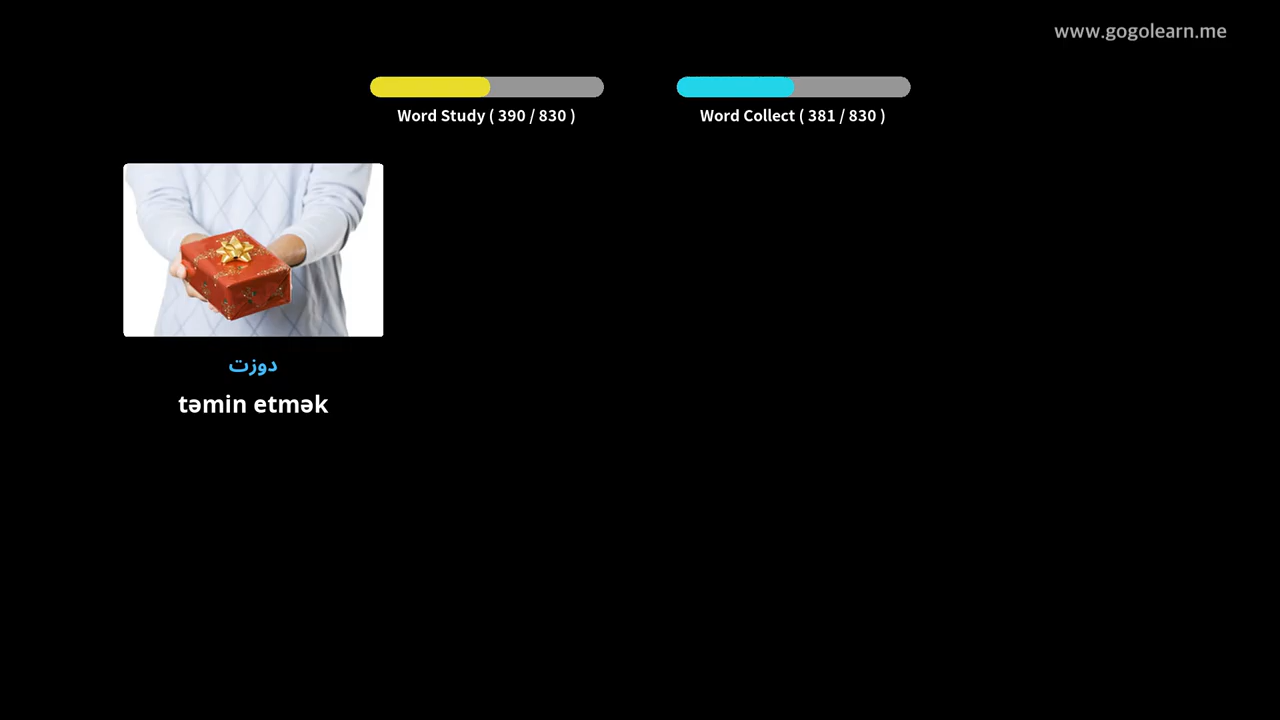 www.gogolearn.me
Word Study ( 390 / 830 )
Word Collect ( 381 / 830 )
دوزت
təmin etmək